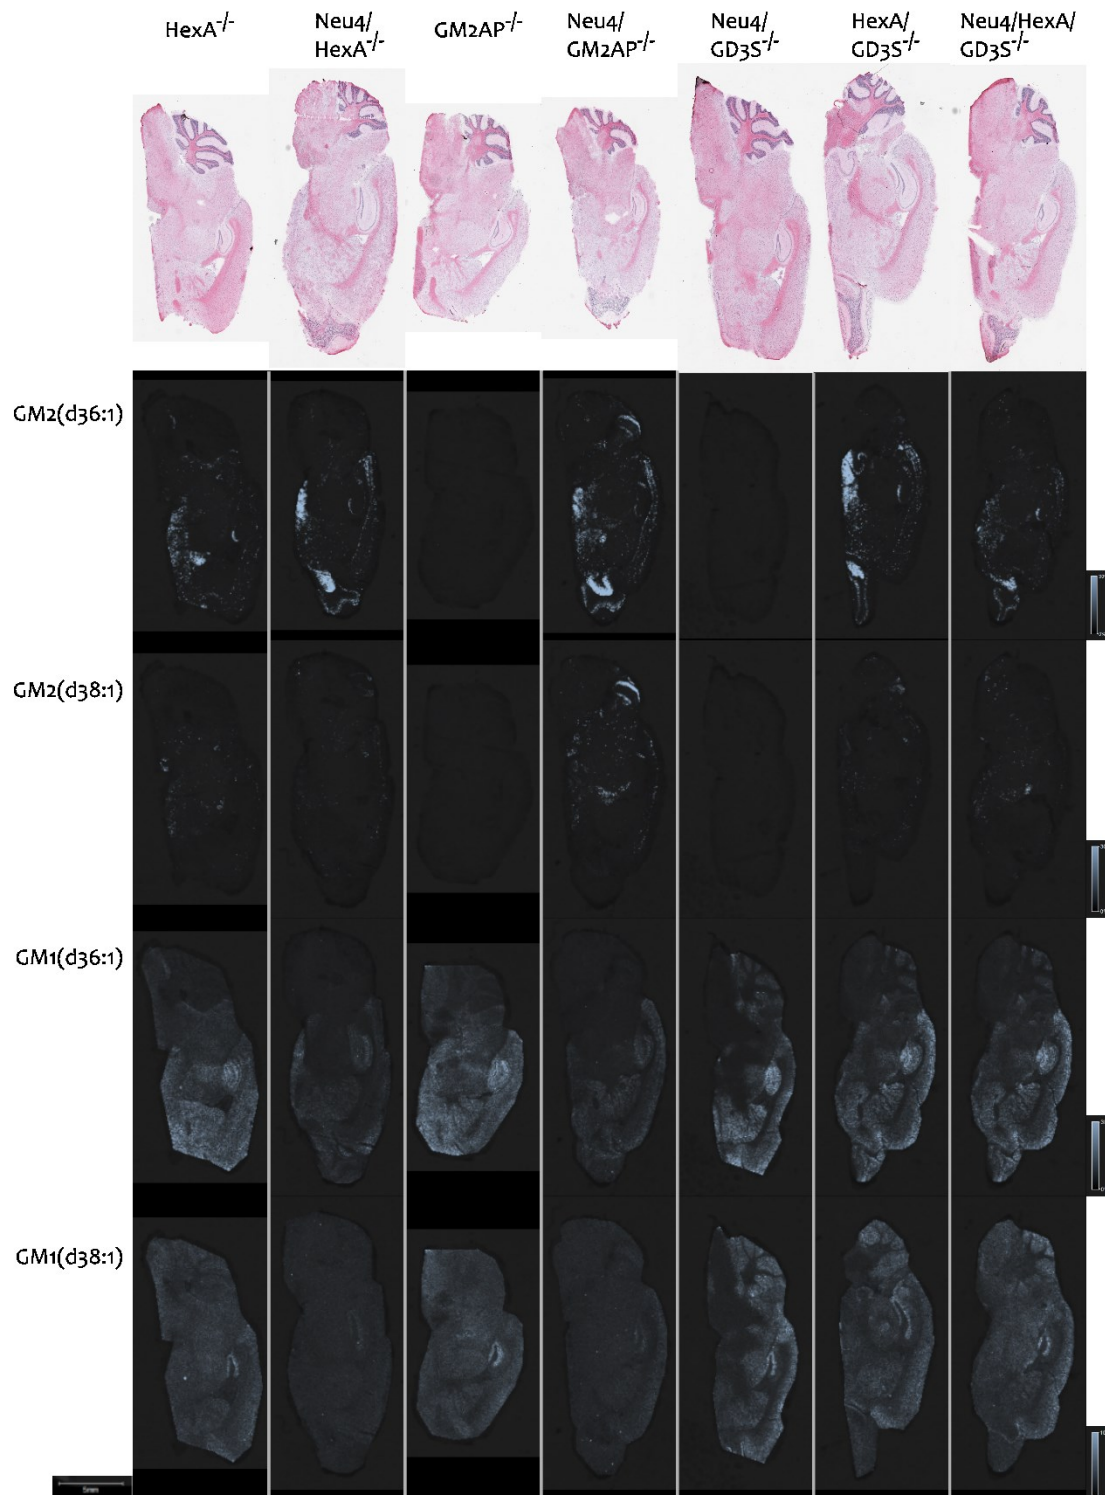 HexA-/-
Neu4/
HexA-/-
GM2AP-/-
Neu4/
GM2AP-/-
Neu4/
GD3S-/-
HexA/
GD3S-/-
Neu4/HexA/
GD3S-/-
GM2(d36:1)
GM2(d38:1)
GM1(d36:1)
GM1(d38:1)
5mm